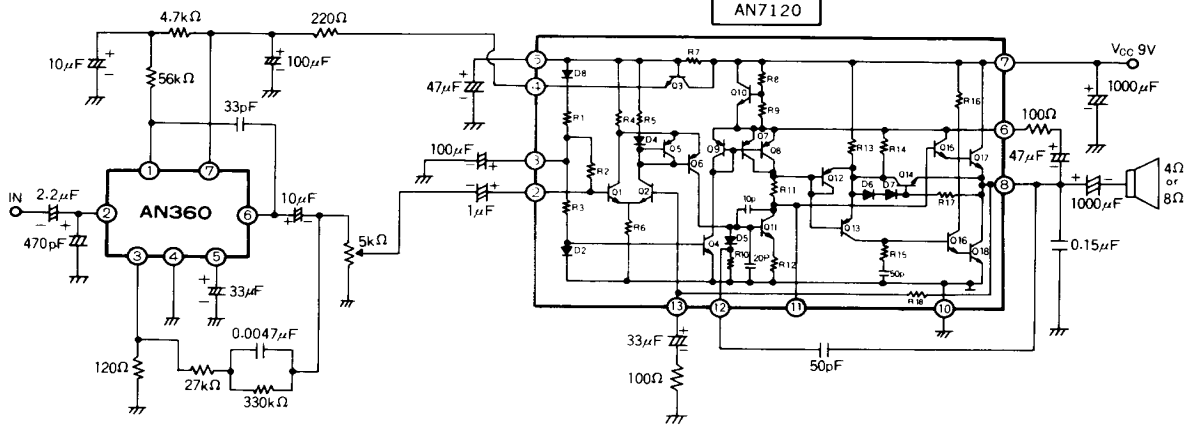 AN7120
4.7kΩ
220Ω
10μF
+
−
56kΩ
+
−
100μF
33pF
IN
2.2μF
−
+
470pF
1
7
2
AN360
6
3
4
5
10μF
+
−
5kΩ
+
−
33μF
120Ω
27kΩ
0.0047μF
330kΩ
47μF
+
−
100μF
−
+
−
+
1μF
5
3
2
D8
R1
R2
R3
D2
R4
R5
D4
Q5
Q6
Q1
Q2
R6
R7
Q3
Q10
R8
R9
Q9
Q7
Q8
R11
10p
Q11
Q4
D5
R10
20P
R12
Q12
Q13
R13
R14
D6
D7
Q14
R15
50p
R16
Q15
Q17
R17
Q16
Q18
R18
7
6
8
13
12
11
10
VCC 9V
+
−
1000μF
100Ω
47μF
+
−
+
−
1000μF
4Ω
or
8Ω
0.15μF
33μF
+
−
100Ω
50pF